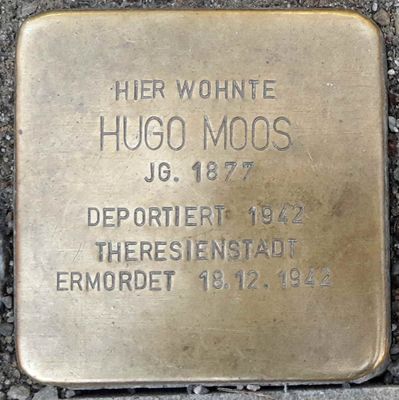 HIER WOHNTE
HUGO MOOS
JG. 1877
DEPORTIERT 1942
THERESIENSTADT
ERMORDET 18.12.1942